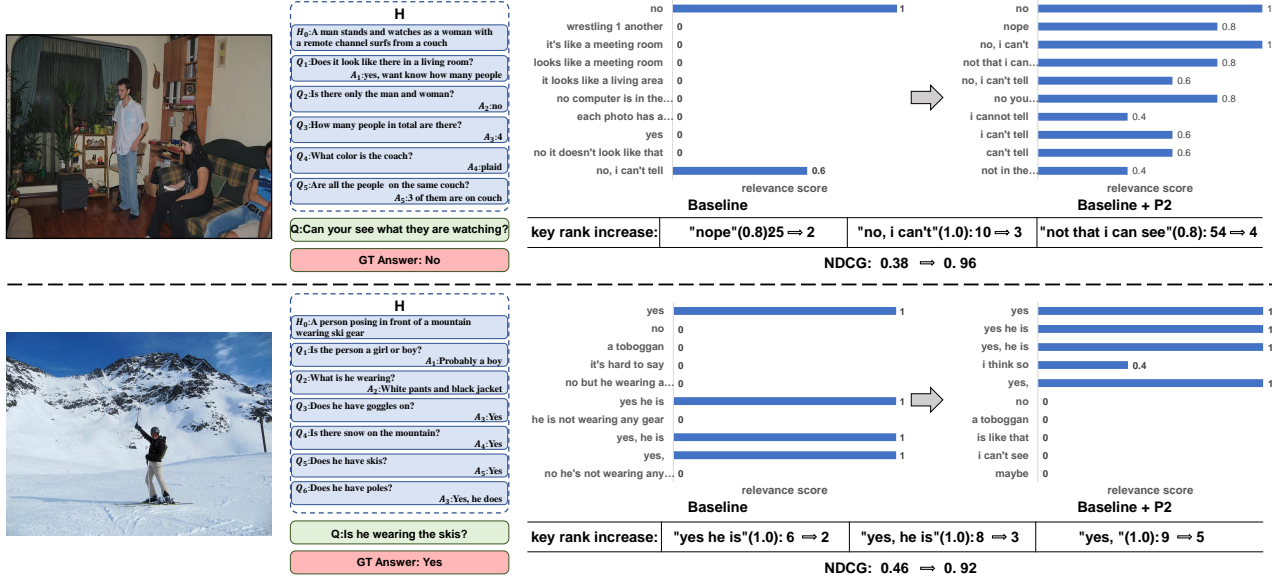 H
H0:A man stands and watches as a woman with
a remote channel surfs from a couch
Q1:Does it look like there in a living room?
A1:yes, want know how many people
Q2:Is there only the man and woman?
A2:no
Q3:How many people in total are there?
A3:4
Q4:What color is the coach?
A4:plaid
Q5:Are all the people on the same couch?
A5:3 of them are on couch
Q:Can your see what they are watching?
GT Answer: No
no 1
wrestling 1 another 0
it's like a meeting room 0
looks like a meeting room 0
it looks like a living area 0
no computer is in the... 0
each photo has a... 0
yes 0
no it doesn't look like that 0
no, i can't tell 0.6
relevance score
Baseline
no 1
nope 0.8
no, i can't 1
not that i can... 0.8
no, i can't tell 0.6
no you... 0.8
i cannot tell 0.4
i can't tell 0.6
can't tell 0.6
not in the... 0.4
relevance score
Baseline + P2
key rank increase: "nope"(0.8)25 ⇒ 2 "no, i can't"(1.0): 10 ⇒ 3 "not that i can see"(0.8): 54 ⇒ 4
NDCG: 0.38 ⇒ 0. 96
H
H0:A person posing in front of a mountain
wearing ski gear
Q1:Is the person a girl or boy?
A1:Probably a boy
Q2:What is he wearing?
A2:White pants and black jacket
Q3:Does he have goggles on?
A3:Yes
Q4:Is there snow on the mountain?
A4:Yes
Q5:Does he have skis?
A5:Yes
Q6:Does he have poles?
A3:Yes, he does
Q:Is he wearing the skis?
GT Answer: Yes
yes 1
no 0
a toboggan 0
it's hard to say 0
no but he wearing a... 0
yes he is 1
he is not wearing any gear 0
yes, he is 1
yes, 1
no he's not wearing any... 0
relevance score
Baseline
yes 1
yes he is 1
yes, he is 1
i think so 0.4
yes, 1
no 0
a toboggan 0
is like that 0
i can't see 0
maybe 0
relevance score
Baseline + P2
key rank increase: "yes he is"(1.0): 6 ⇒ 2 "yes, he is"(1.0): 8 ⇒ 3 "yes, "(1.0): 9 ⇒ 5
NDCG: 0.46 ⇒ 0. 92